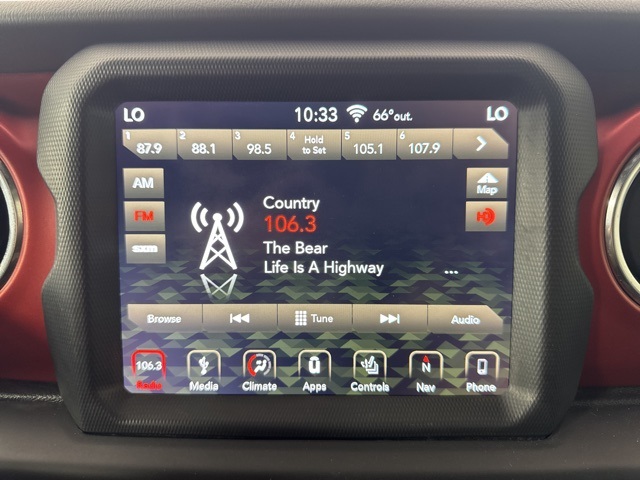 LO 10:33 66°out. LO
1 87.9 2 88.1 3 98.5 4 Hold to Set 5 105.1 6 107.9
AM Map
Country
FM 106.3 HD
The Bear
sxm
Life Is A Highway ...
Browse Tune Audio
106.3 N
Radio Media Climate Apps Controls Nav Phone